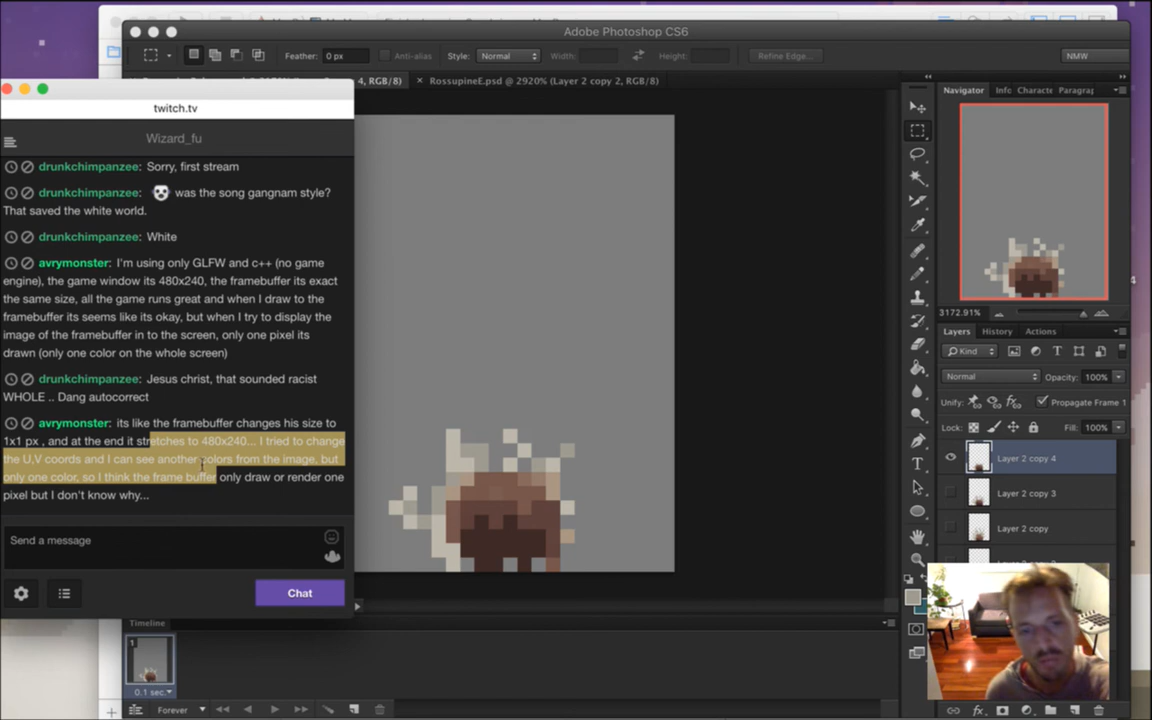 Adobe Photoshop CS6
Feather: 0 px
Anti-alias
Style: Normal
Width:
Height:
Refine Edge...
NMW
4, RGB/8)
× RossupineE.psd @ 2920% (Layer 2 copy 2, RGB/8)
twitch.tv
Wizard_fu
drunkchimpanzee: Sorry, first stream
drunkchimpanzee: was the song gangnam style?
That saved the white world.
drunkchimpanzee: White
avrymonster: I'm using only GLFW and c++ (no game
engine), the game window its 480x240, the framebuffer its exact
the same size, all the game runs great and when I draw to the
framebuffer its seems like its okay, but when I try to display the
image of the framebuffer in to the screen, only one pixel its
drawn (only one color on the whole screen)
drunkchimpanzee: Jesus christ, that sounded racist
WHOLE .. Dang autocorrect
avrymonster: its like the framebuffer changes his size to
1x1 px , and at the end it stretches to 480x240... I tried to change
the U,V coords and I can see another colors from the image, but
only one color, so I think the frame buffer only draw or render one
pixel but I don't know why...
Send a message
Chat
Navigator
Info
Characte
Paragrap
3172.91%
Layers
History
Actions
Kind
Normal
Opacity: 100%
Unify:
Propagate Frame 1
Lock:
Fill: 100%
Layer 2 copy 4
Layer 2 copy 3
Layer 2 copy
Timeline
1
0.1 sec.
Forever